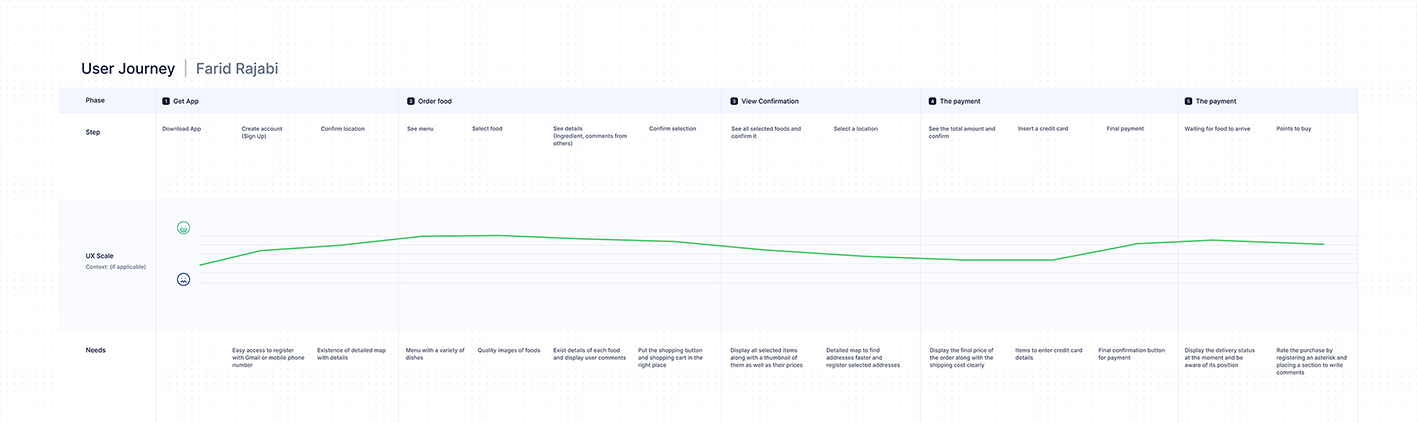 User Journey | Farid Rajabi
Phase
1 Get App
2 Order food
3 View Confirmation
4 The payment
5 The payment
Step
Download App
Create account
(Sign Up)
Confirm location
See menu
Select food
See details
(Ingredient, comments from
others)
Confirm selection
See all selected foods and
confirm it
Select a location
See the total amount and
confirm
Insert a credit card
Final payment
Waiting for food to arrive
Points to buy
UX Scale
Context: (if applicable)
Needs
Easy access to register
with Gmail or mobile phone
number
Existence of detailed map
with details
Menu with a variety of
dishes
Quality images of foods
Exist details of each food
and display user comments
Put the shopping button
and shopping cart in the
right place
Display all selected items
along with a thumbnail of
them as well as their prices
Detailed map to find
addresses faster and
register selected addresses
Display the final price of
the order along with the
shipping cost clearly
Items to enter credit card
details
Final confirmation button
for payment
Display the delivery status
at the moment and be
aware of its position
Rate the purchase by
registering an asterisk and
placing a section to write
comments